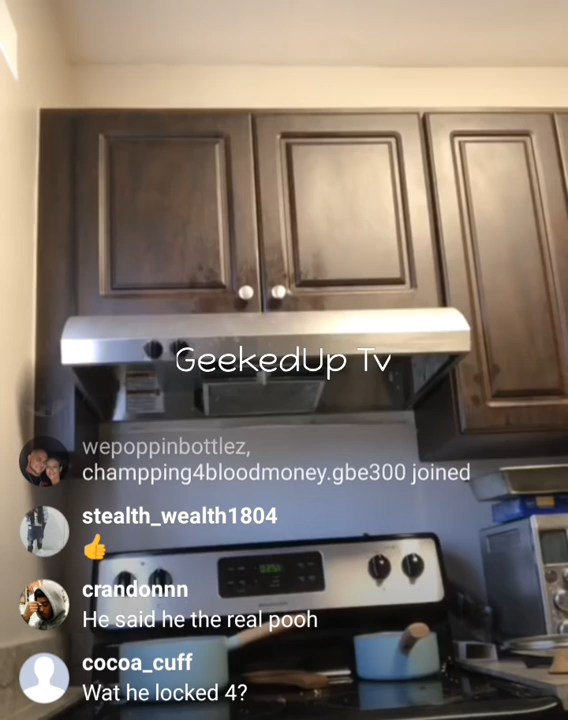 GeekedUp Tv
wepoppinbottlez,
champping4bloodmoney.gbe300 joined
stealth_wealth1804
👍
crandonnn
He said he the real pooh
cocoa_cuff
Wat he locked 4?